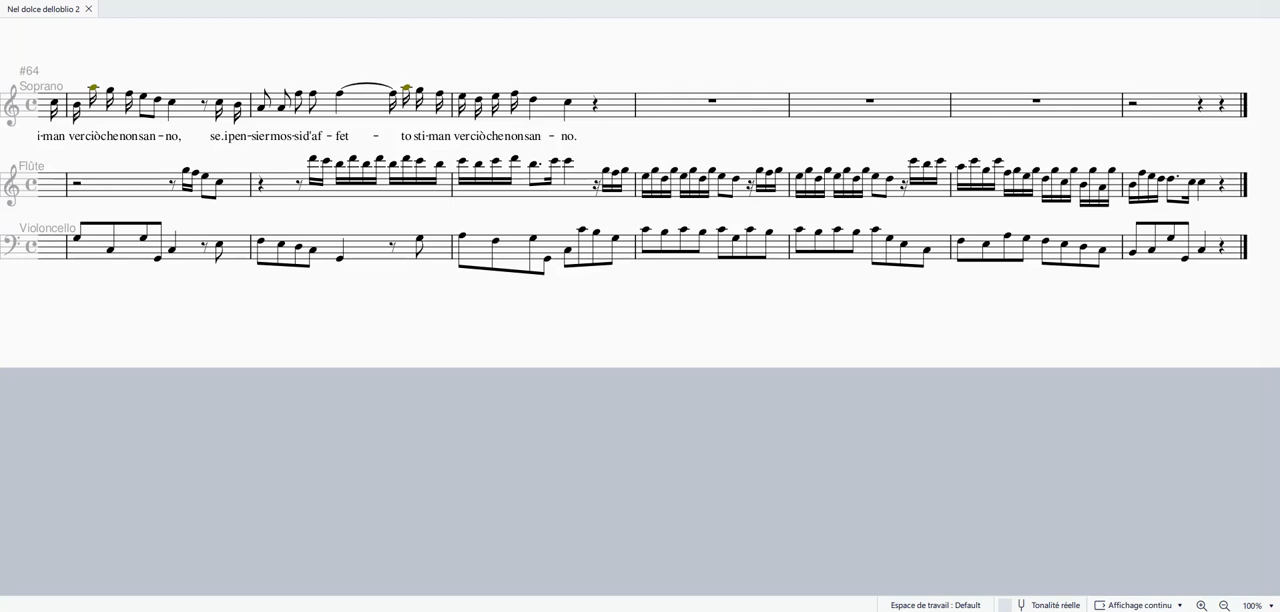 Nel dolce delloblio 2
#64
Soprano
i-man verciòchenonsan – no, se.ipen-siermos-sid'af – fet – to sti-man verciòchenonsan – no.
Flûte
Violoncello
Espace de travail : Default Tonalité réelle Affichage continu 100%